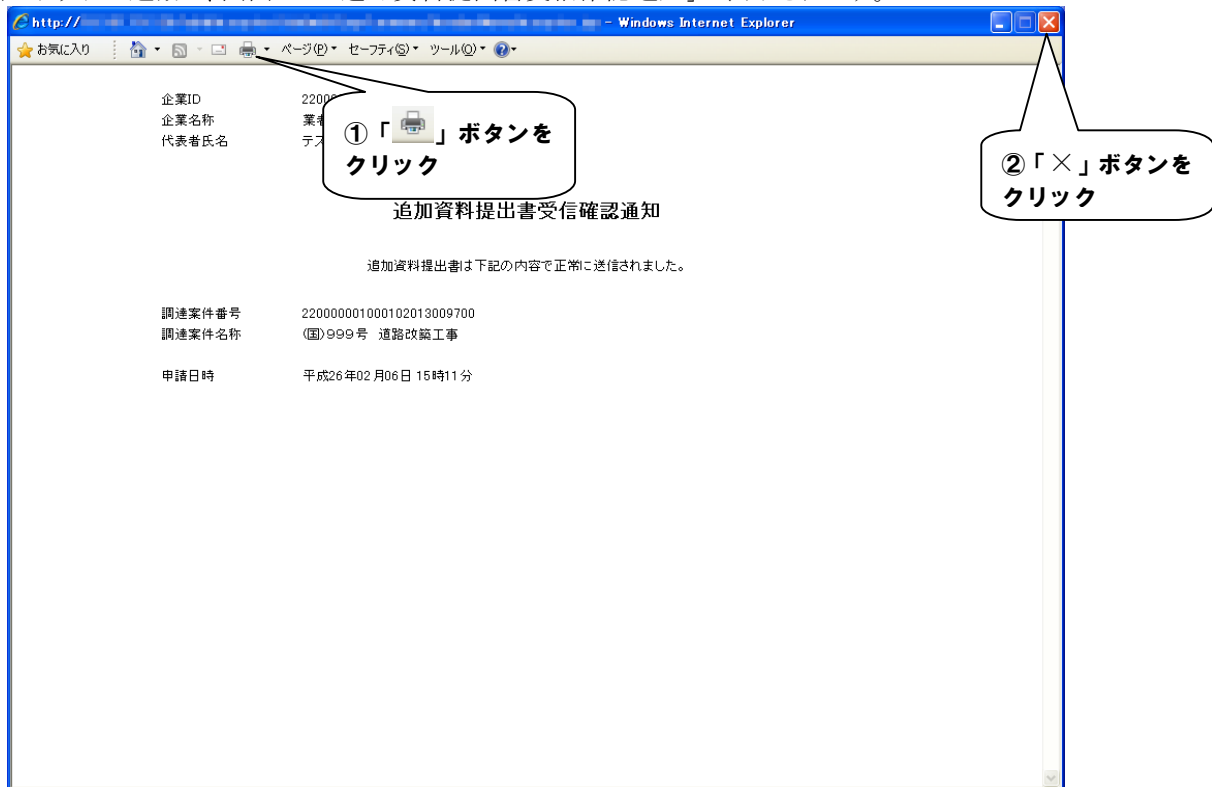 http:// - Windows Internet Explorer
お気に入り ページ(P) セーフティ(S) ツール(O)
企業ID 2200
企業名称
代表者氏名 テス
①「 」ボタンを
クリック
②「×」ボタンを
クリック
追加資料提出書受信確認通知
追加資料提出書は下記の内容で正常に送信されました。
調達案件番号 220000001000102013009700
調達案件名称 (国)999号 道路改築工事
申請日時 平成26年02月06日 15時11分